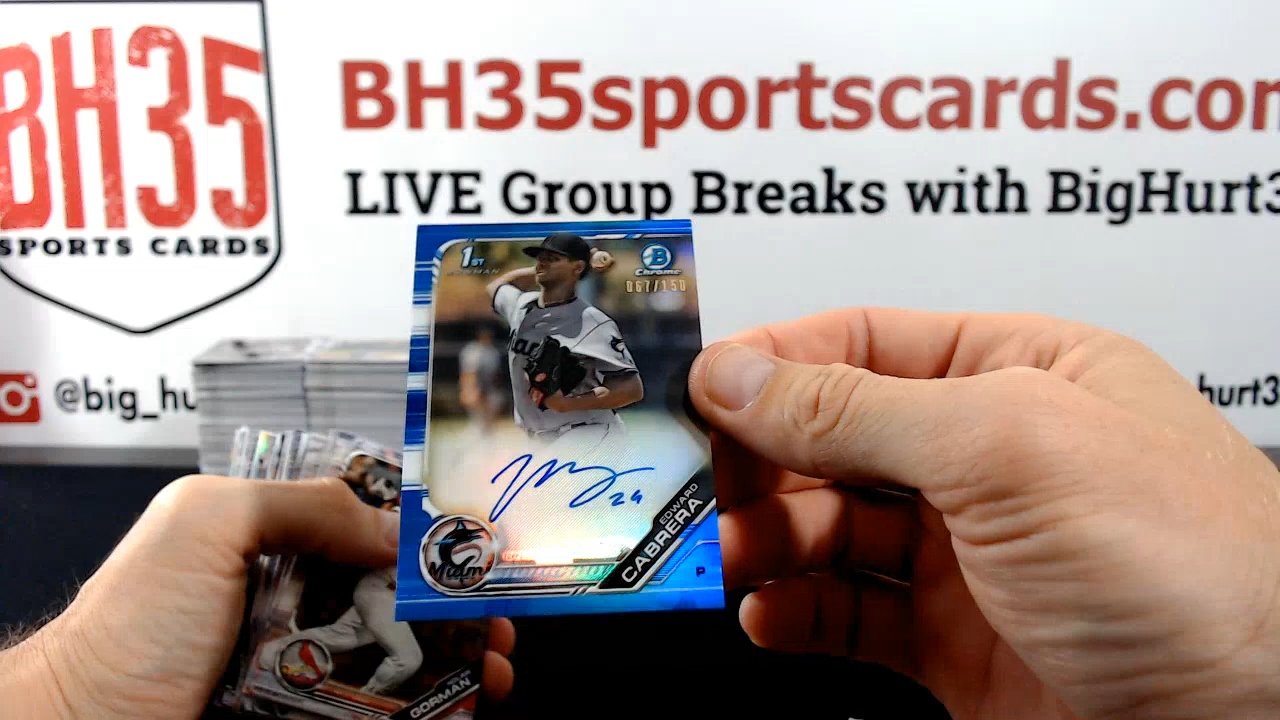 BH35
SPORTS CARDS
BH35sportscards.com
LIVE Group Breaks with BigHurt3
@big_hu
hurt3
1ST
BOWMAN
B
Chrome
067/150
Miami
EDWARD
CABRERA
P
24
GORMAN